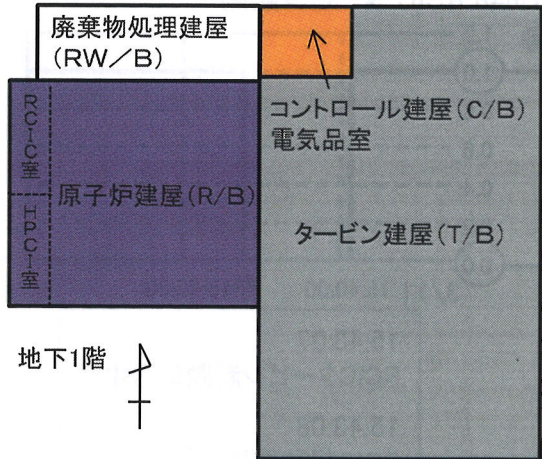 廃棄物処理建屋
(RW／B)
コントロール建屋(C/B)
電気品室
RCIC室
原子炉建屋(R/B)
HPCI室
タービン建屋(T/B)
地下1階